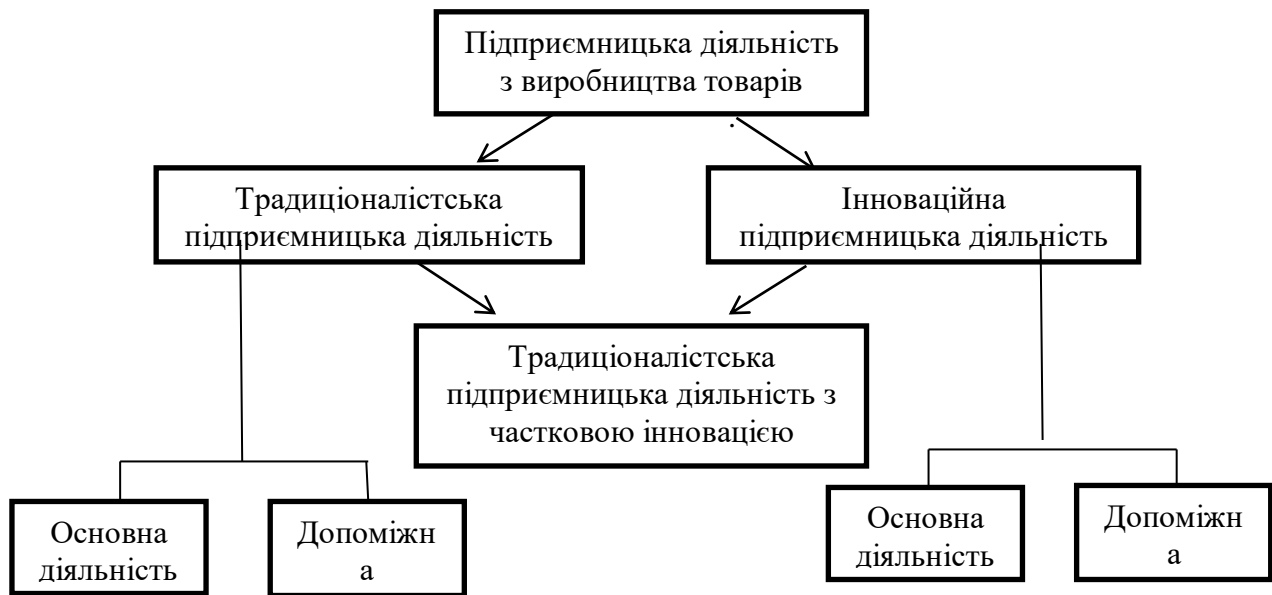 Підприємницька діяльність
з виробництва товарів
.
Традиціоналістська
підприємницька діяльність
Інноваційна
підприємницька діяльність
Традиціоналістська
підприємницька діяльність з
частковою інновацією
Основна
діяльність
Допоміжн
а
Основна
діяльність
Допоміжн
а